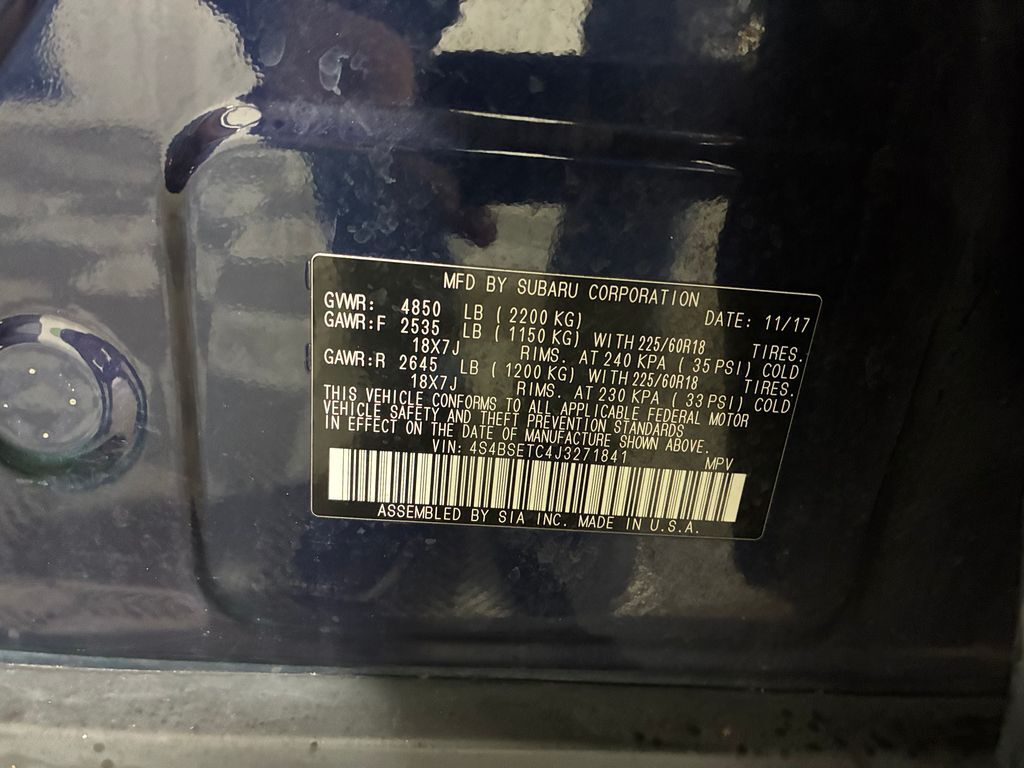 MFD BY SUBARU CORPORATION
GVWR: 4850 LB ( 2200 KG) DATE: 11/17
GAWR:F 2535 LB ( 1150 KG) WITH 225/60R18 TIRES.
18X7J RIMS. AT 240 KPA ( 35 PSI) COLD
GAWR:R 2645 LB ( 1200 KG) WITH 225/60R18 TIRES.
18X7J RIMS. AT 230 KPA ( 33 PSI) COLD
THIS VEHICLE CONFORMS TO ALL APPLICABLE FEDERAL MOTOR
VEHICLE SAFETY AND THEFT PREVENTION STANDARDS
IN EFFECT ON THE DATE OF MANUFACTURE SHOWN ABOVE.
VIN: 4S4BSETC4J3271841 MPV
ASSEMBLED BY SIA INC. MADE IN U.S.A.